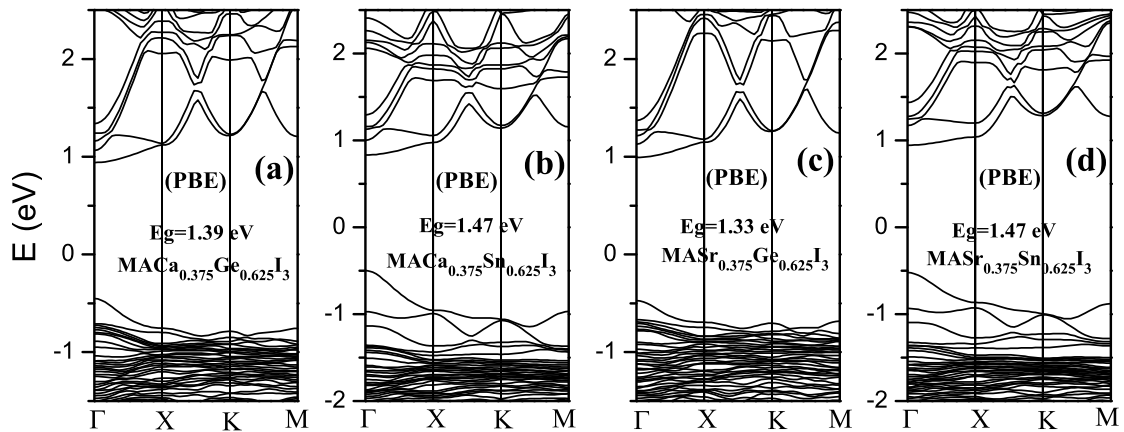 E (eV)
2
1
0
-1
(a)
(PBE)
Eg=1.39 eV
MACa0.375Ge0.625I3
Γ X K M
2
1
0
-1
-2
(b)
(PBE)
Eg=1.47 eV
MACa0.375Sn0.625I3
Γ X K M
2
1
0
-1
(c)
(PBE)
Eg=1.33 eV
MASr0.375Ge0.625I3
Γ X K M
2
1
0
-1
-2
(d)
(PBE)
Eg=1.47 eV
MASr0.375Sn0.625I3
Γ X K M